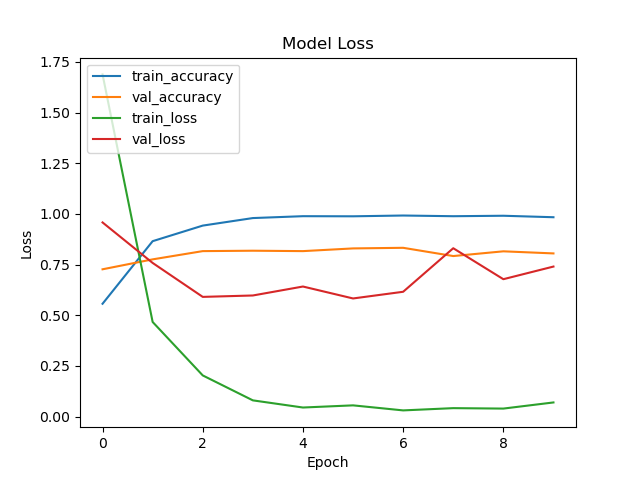 Model Loss
train_accuracy
val_accuracy
train_loss
val_loss
1.75
1.50
1.25
1.00
0.75
0.50
0.25
0.00
Loss
0 2 4 6 8
Epoch